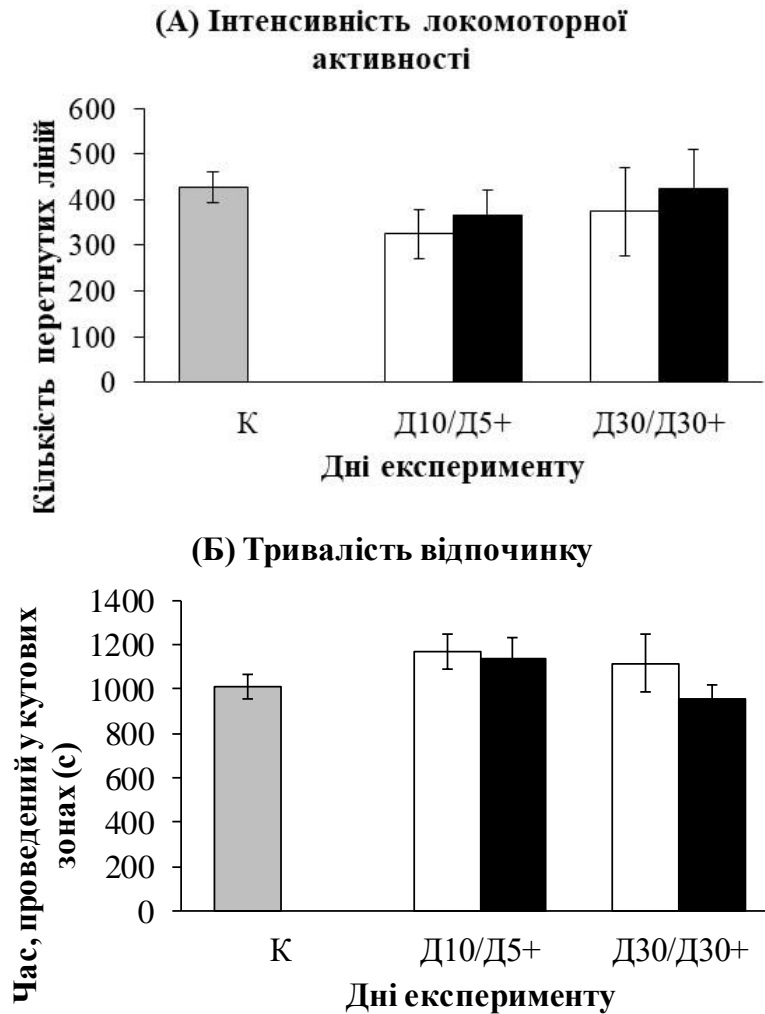 (А) Інтенсивність локомоторної
активності
Кількість перетнутих ліній
600
500
400
300
200
100
0
К Д10/Д5+ Д30/Д30+
Дні експерименту
(Б) Тривалість відпочинку
Час, проведений у кутових
зонах (с)
1400
1200
1000
800
600
400
200
0
К Д10/Д5+ Д30/Д30+
Дні експерименту